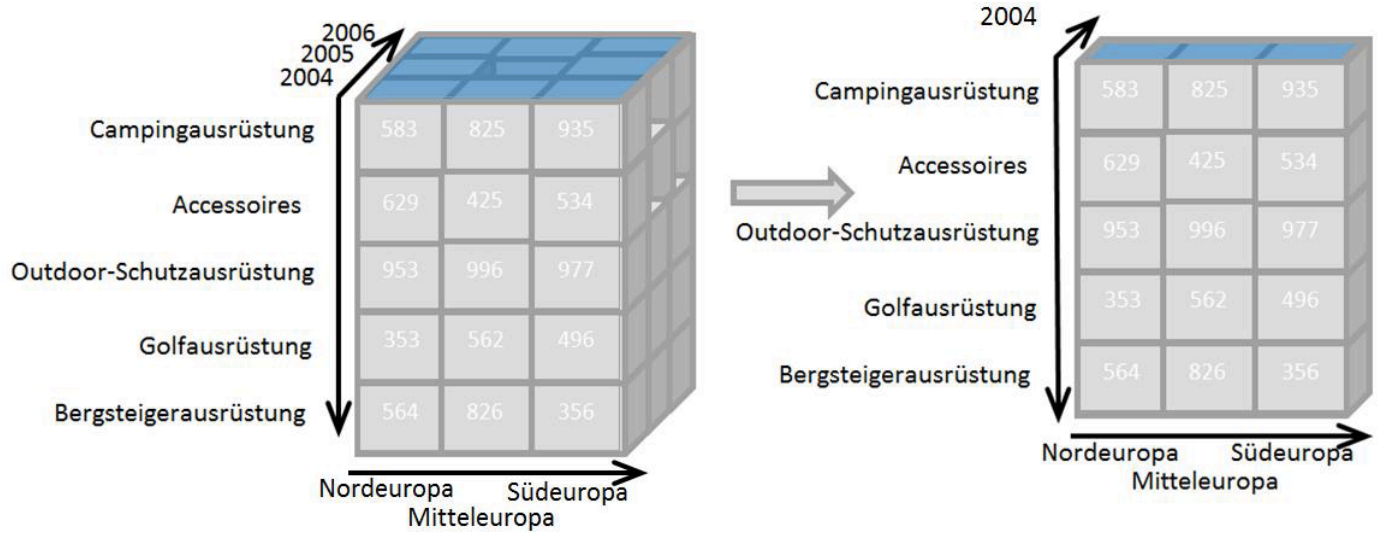 2006
2005
2004
Campingausrüstung
583 825 935
Accessoires
629 425 534
Outdoor-Schutzausrüstung
953 996 977
Golfausrüstung
353 562 496
Bergsteigerausrüstung
564 826 356
Nordeuropa Südeuropa
Mitteleuropa
2004
Campingausrüstung
583 825 935
Accessoires
629 425 534
Outdoor-Schutzausrüstung
953 996 977
Golfausrüstung
353 562 496
Bergsteigerausrüstung
564 826 356
Nordeuropa Südeuropa
Mitteleuropa